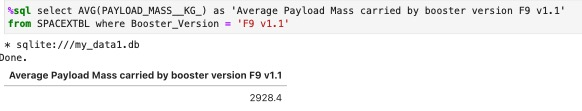 %sql select AVG(PAYLOAD_MASS__KG_) as 'Average Payload Mass carried by booster version F9 v1.1'
from SPACEXTBL where Booster_Version = 'F9 v1.1'
* sqlite:///my_data1.db
Done.
Average Payload Mass carried by booster version F9 v1.1
2928.4